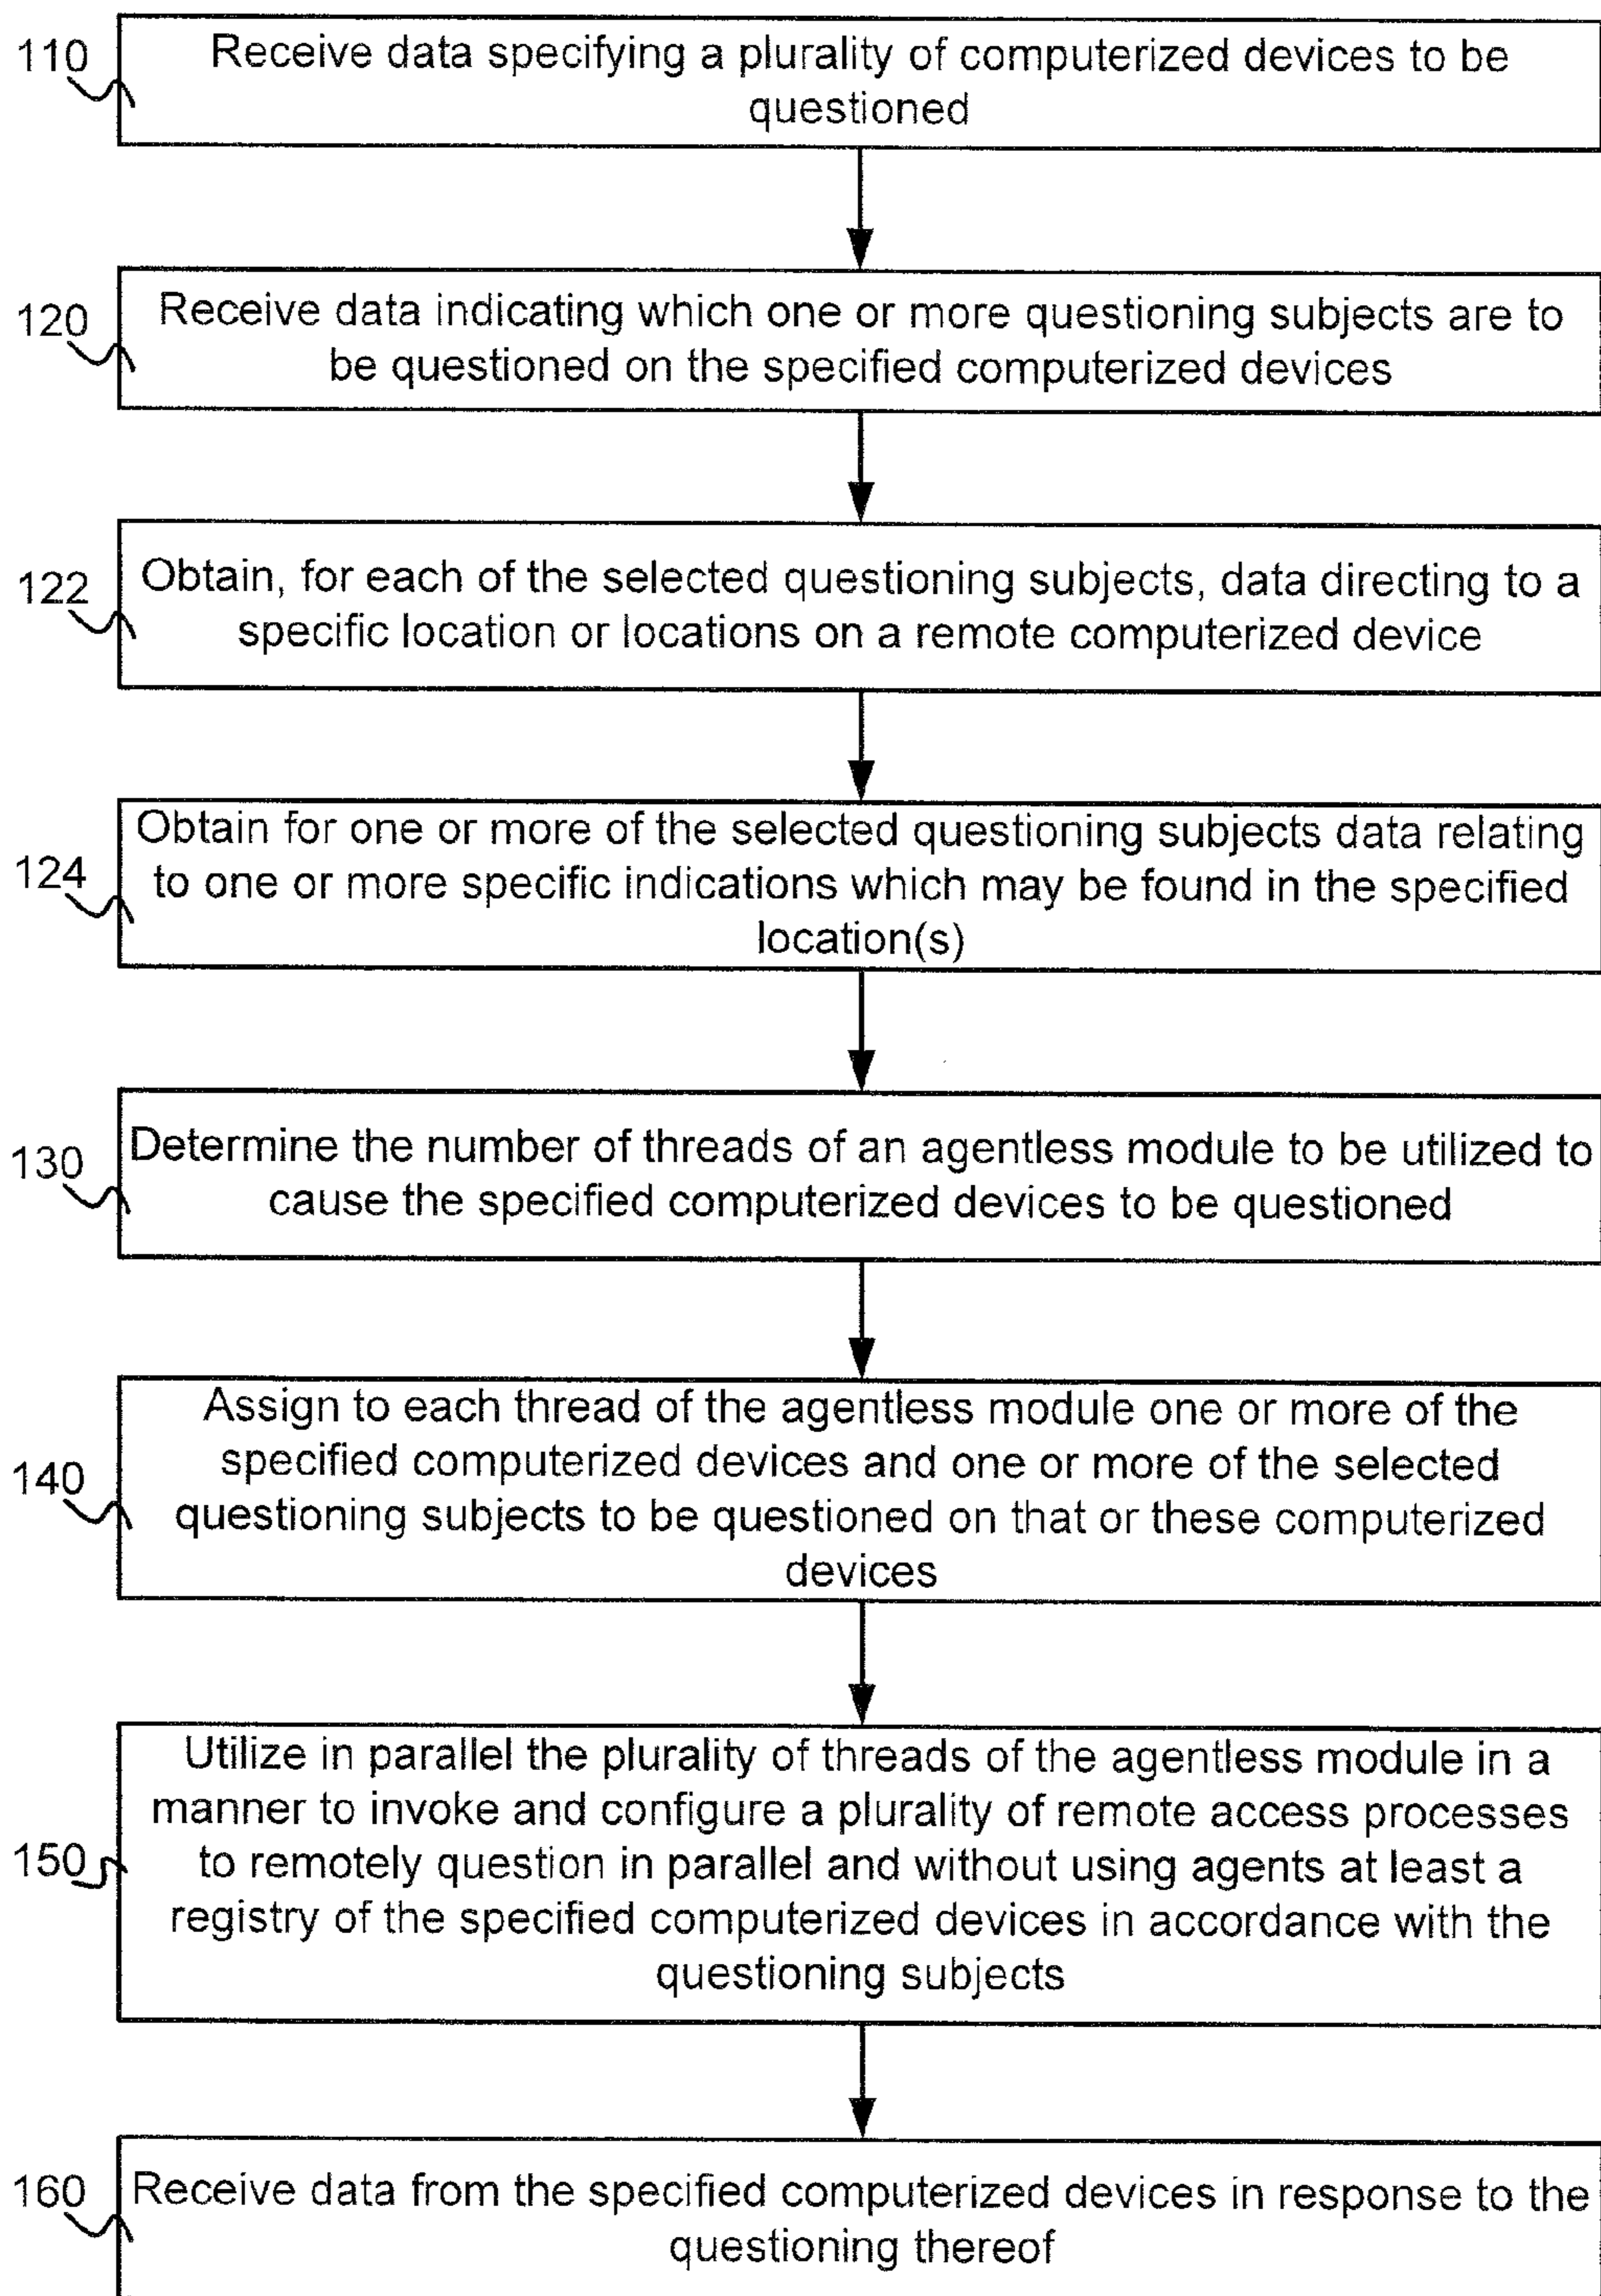 110
Receive data specifying a plurality of computerized devices to be
questioned
120
Receive data indicating which one or more questioning subjects are to
be questioned on the specified computerized devices
122
Obtain, for each of the selected questioning subjects, data directing to a
specific location or locations on a remote computerized device
124
Obtain for one or more of the selected questioning subjects data relating
to one or more specific indications which may be found in the specified
location(s)
130
Determine the number of threads of an agentless module to be utilized to
cause the specified computerized devices to be questioned
140
Assign to each thread of the agentless module one or more of the
specified computerized devices and one or more of the selected
questioning subjects to be questioned on that or these computerized
devices
150
Utilize in parallel the plurality of threads of the agentless module in a
manner to invoke and configure a plurality of remote access processes
to remotely question in parallel and without using agents at least a
registry of the specified computerized devices in accordance with the
questioning subjects
160
Receive data from the specified computerized devices in response to the
questioning thereof